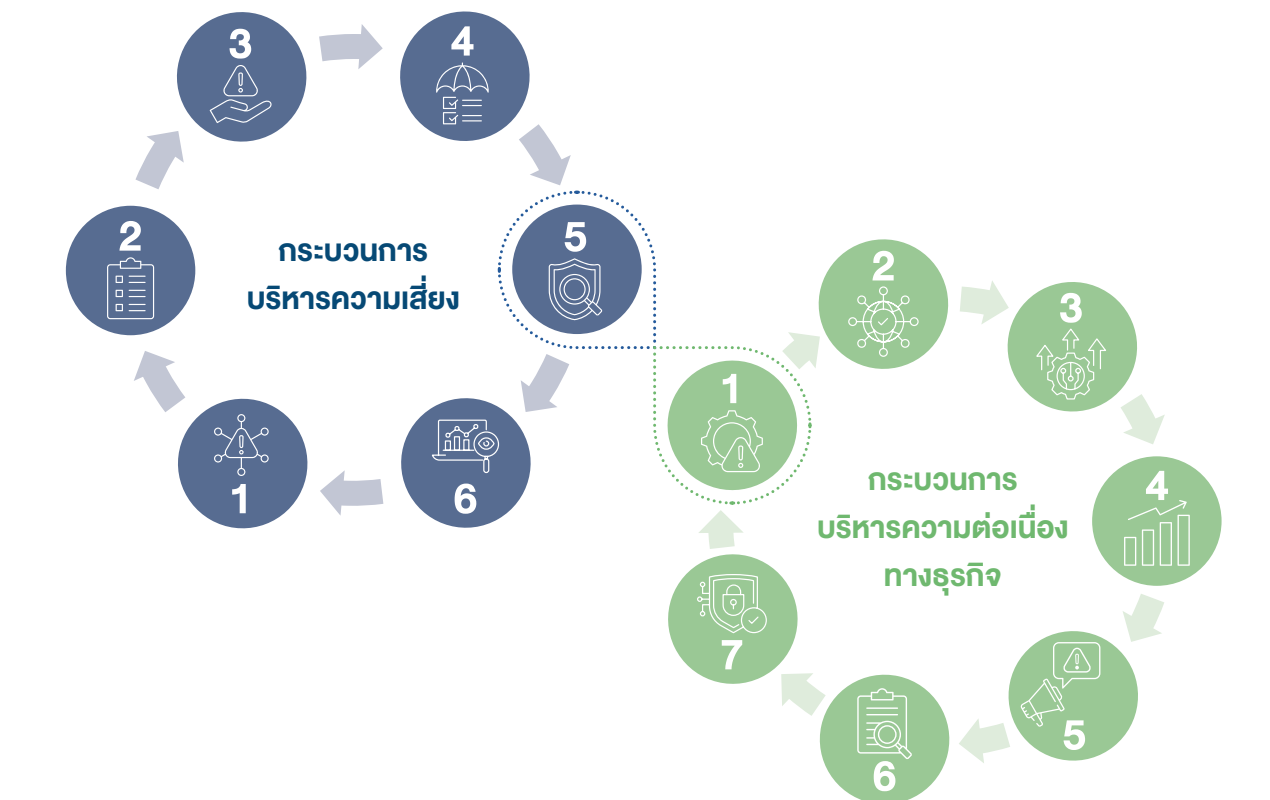 3
4
2
กระบวนการ
บริหารความเสี่ยง
5
1
6
2
3
1
กระบวนการ
บริหารความต่อเนื่อง
ทางธุรกิจ
4
7
5
6